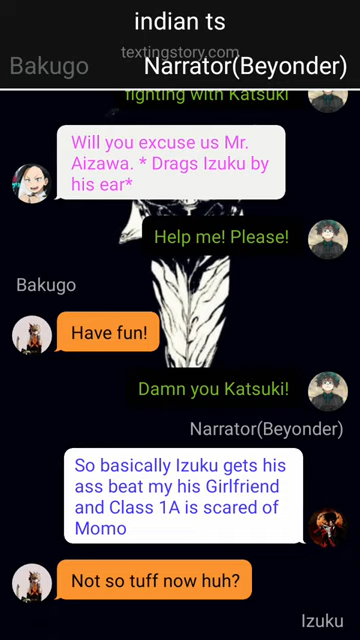 indian ts
textingstory.com
Bakugo Narrator(Beyonder)
fighting with Katsuki
Will you excuse us Mr.
Aizawa. * Drags Izuku by
his ear*
Help me! Please!
Bakugo
Have fun!
Damn you Katsuki!
Narrator(Beyonder)
So basically Izuku gets his
ass beat my his Girlfriend
and Class 1A is scared of
Momo
Not so tuff now huh?
Izuku